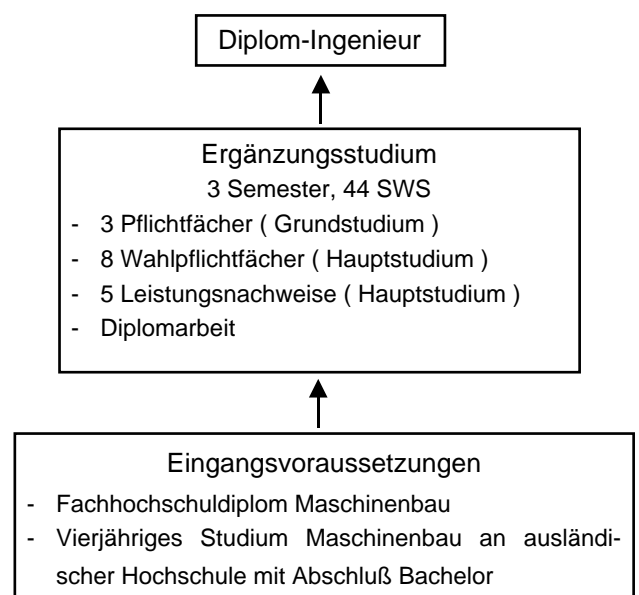 Diplom-Ingenieur
Ergänzungsstudium
3 Semester, 44 SWS
- 3 Pflichtfächer ( Grundstudium )
- 8 Wahlpflichtfächer ( Hauptstudium )
- 5 Leistungsnachweise ( Hauptstudium )
- Diplomarbeit
Eingangsvoraussetzungen
- Fachhochschuldiplom Maschinenbau
- Vierjähriges Studium Maschinenbau an ausländi-
scher Hochschule mit Abschluß Bachelor